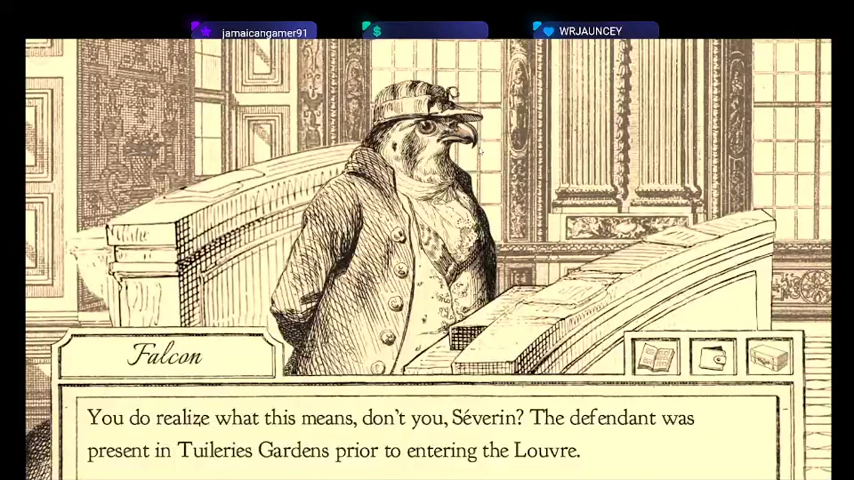 jamaicangamer91
$
WRJAUNCEY
Falcon
You do realize what this means, don't you, Séverin? The defendant was
present in Tuileries Gardens prior to entering the Louvre.